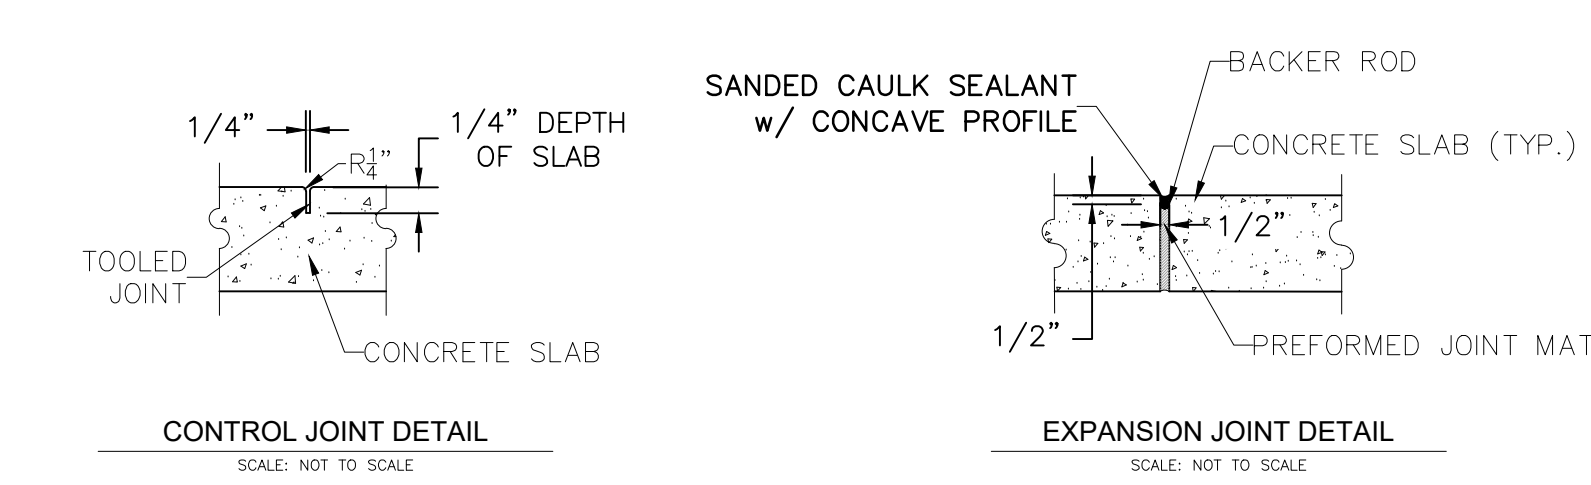 1/4"
1/4" DEPTH
OF SLAB
R1/4"
TOOLED
JOINT
CONCRETE SLAB
CONTROL JOINT DETAIL
SCALE: NOT TO SCALE
BACKER ROD
SANDED CAULK SEALANT
w/ CONCAVE PROFILE
CONCRETE SLAB (TYP.)
1/2"
1/2"
PREFORMED JOINT MAT
EXPANSION JOINT DETAIL
SCALE: NOT TO SCALE